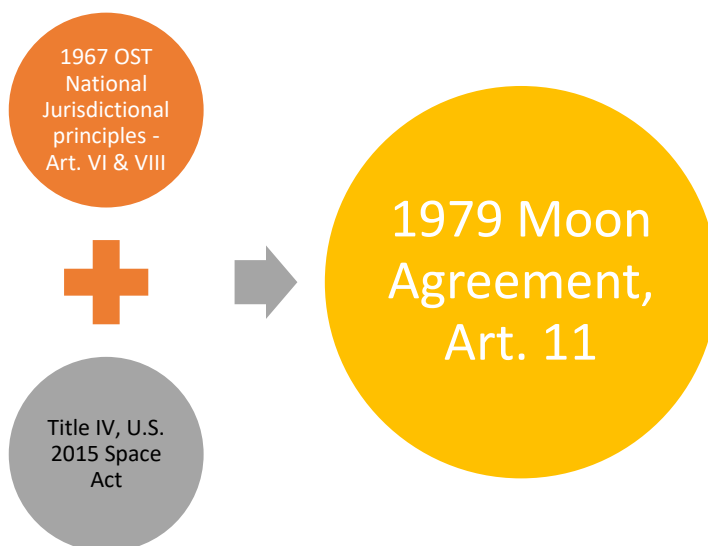 1967 OST
National
Jurisdictional
principles -
Art. VI & VIII
Title IV, U.S.
2015 Space
Act
1979 Moon
Agreement,
Art. 11